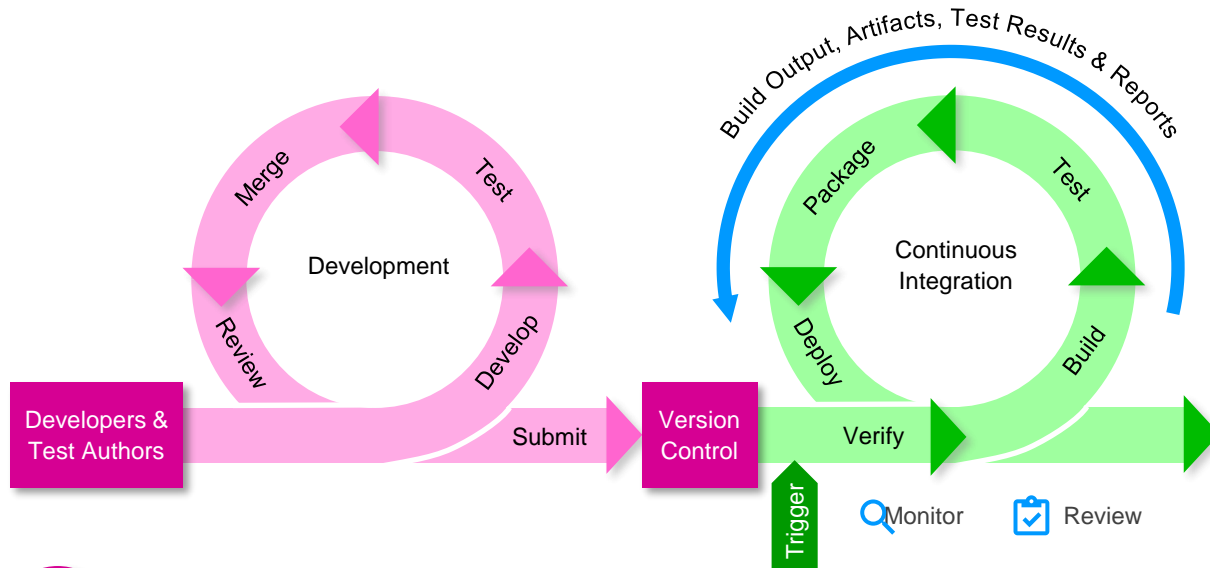 Build Output, Artifacts, Test Results & Reports
Merge
Test
Development
Review
Develop
Package
Test
Continuous
Integration
Deploy
Build
Developers &
Test Authors
Submit
Version
Control
Verify
Trigger
Monitor
Review